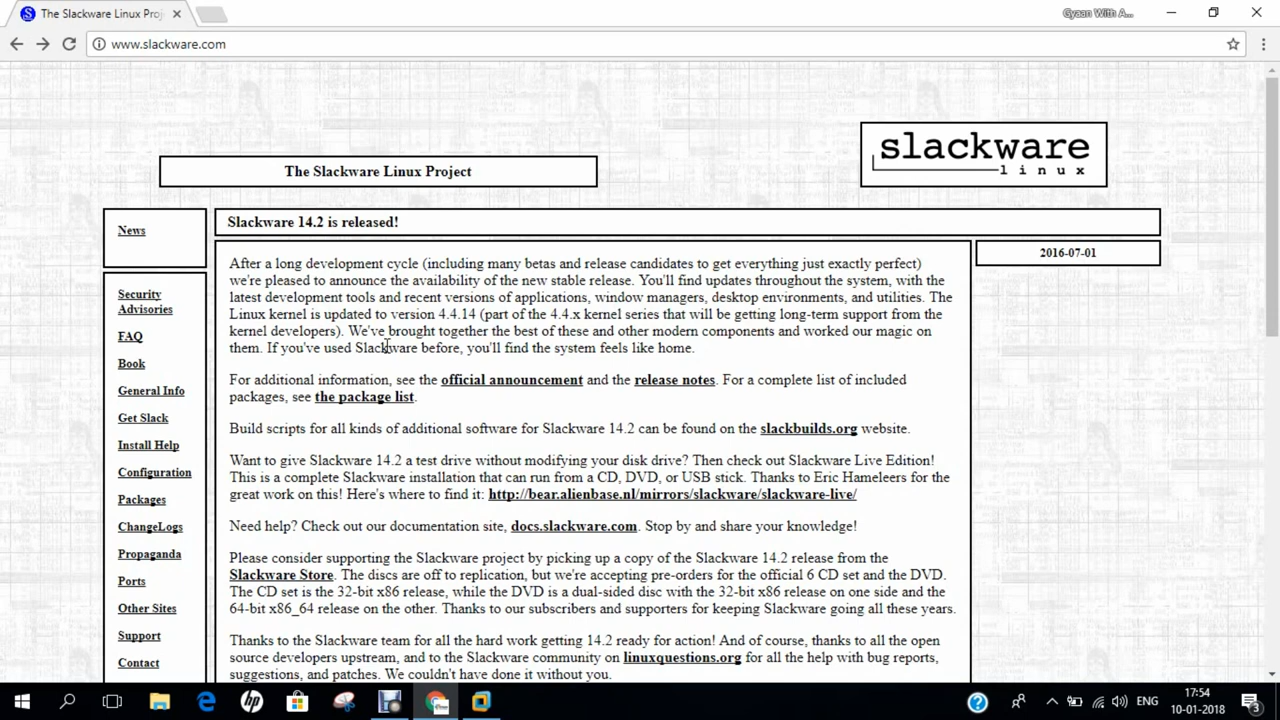 The Slackware Linux Proj
Gyaan With A...
www.slackware.com
slackware
linux
The Slackware Linux Project
News
Slackware 14.2 is released!
2016-07-01
Security
Advisories
FAQ
Book
General Info
Get Slack
Install Help
Configuration
Packages
ChangeLogs
Propaganda
Ports
Other Sites
Support
Contact
After a long development cycle (including many betas and release candidates to get everything just exactly perfect)
we're pleased to announce the availability of the new stable release. You'll find updates throughout the system, with the
latest development tools and recent versions of applications, window managers, desktop environments, and utilities. The
Linux kernel is updated to version 4.4.14 (part of the 4.4.x kernel series that will be getting long-term support from the
kernel developers). We've brought together the best of these and other modern components and worked our magic on
them. If you've used Slackware before, you'll find the system feels like home.
For additional information, see the official announcement and the release notes. For a complete list of included
packages, see the package list.
Build scripts for all kinds of additional software for Slackware 14.2 can be found on the slackbuilds.org website.
Want to give Slackware 14.2 a test drive without modifying your disk drive? Then check out Slackware Live Edition!
This is a complete Slackware installation that can run from a CD, DVD, or USB stick. Thanks to Eric Hameleers for the
great work on this! Here's where to find it: http://bear.alienbase.nl/mirrors/slackware/slackware-live/
Need help? Check out our documentation site, docs.slackware.com. Stop by and share your knowledge!
Please consider supporting the Slackware project by picking up a copy of the Slackware 14.2 release from the
Slackware Store. The discs are off to replication, but we're accepting pre-orders for the official 6 CD set and the DVD.
The CD set is the 32-bit x86 release, while the DVD is a dual-sided disc with the 32-bit x86 release on one side and the
64-bit x86_64 release on the other. Thanks to our subscribers and supporters for keeping Slackware going all these years.
Thanks to the Slackware team for all the hard work getting 14.2 ready for action! And of course, thanks to all the open
source developers upstream, and to the Slackware community on linuxquestions.org for all the help with bug reports,
suggestions, and patches. We couldn't have done it without you.
ENG
17:54
10-01-2018
3